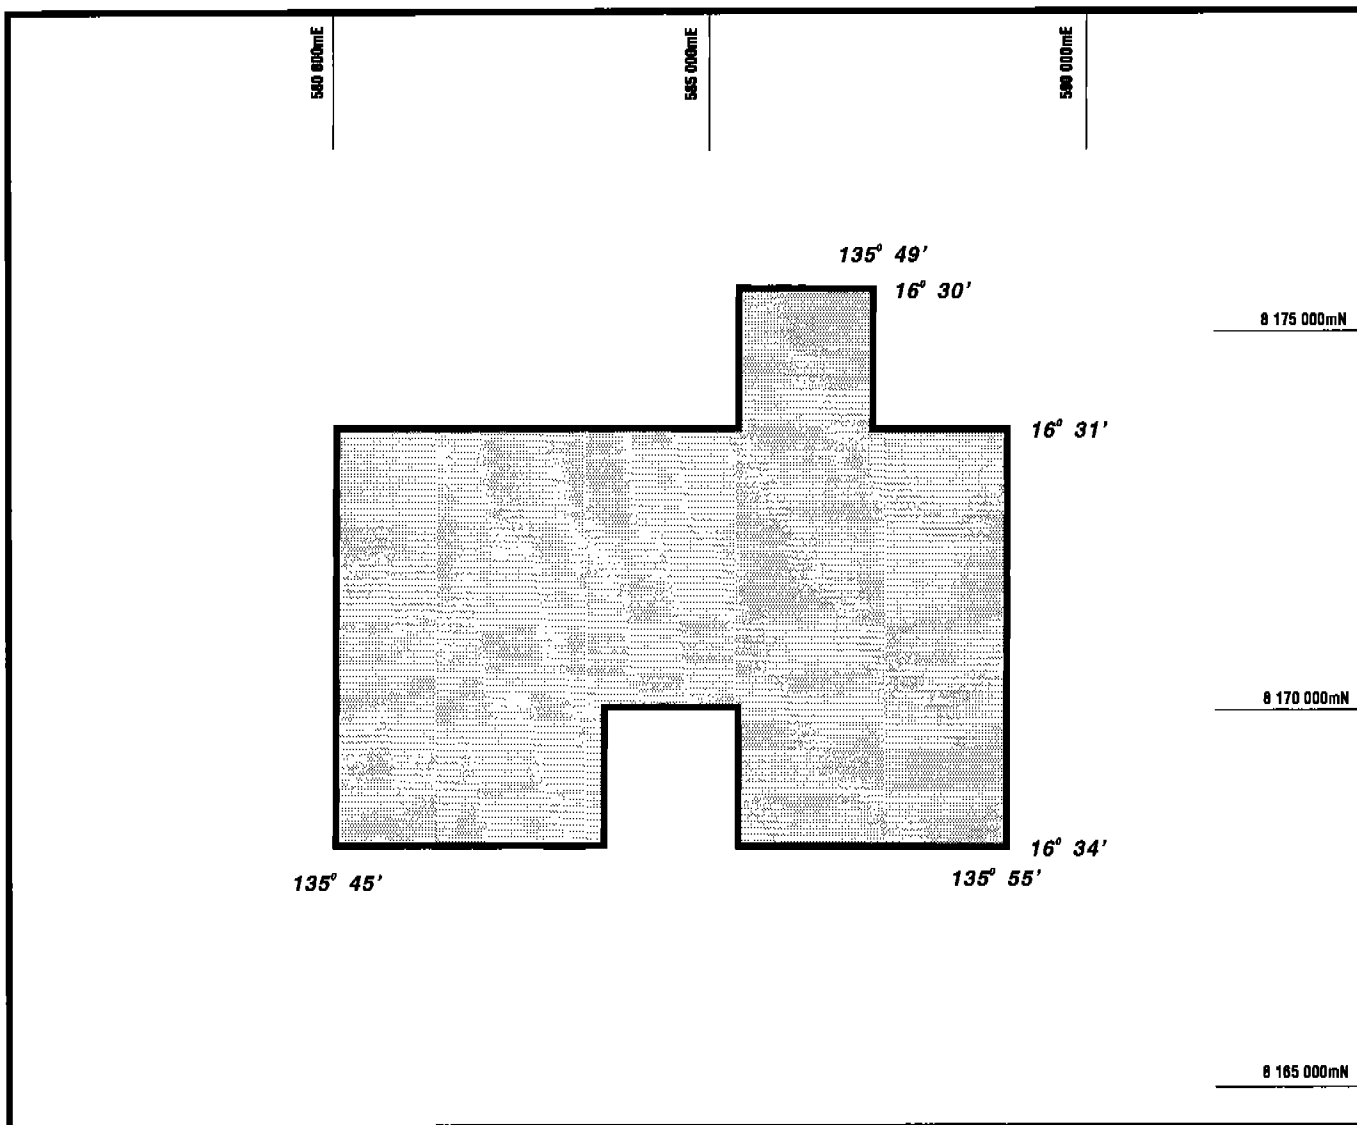 580 000mE
585 000mE
590 000mE
135° 49'
16° 30'
8 175 000mN
16° 31'
8 170 000mN
16° 34'
135° 45'
135° 55'
8 165 000mN